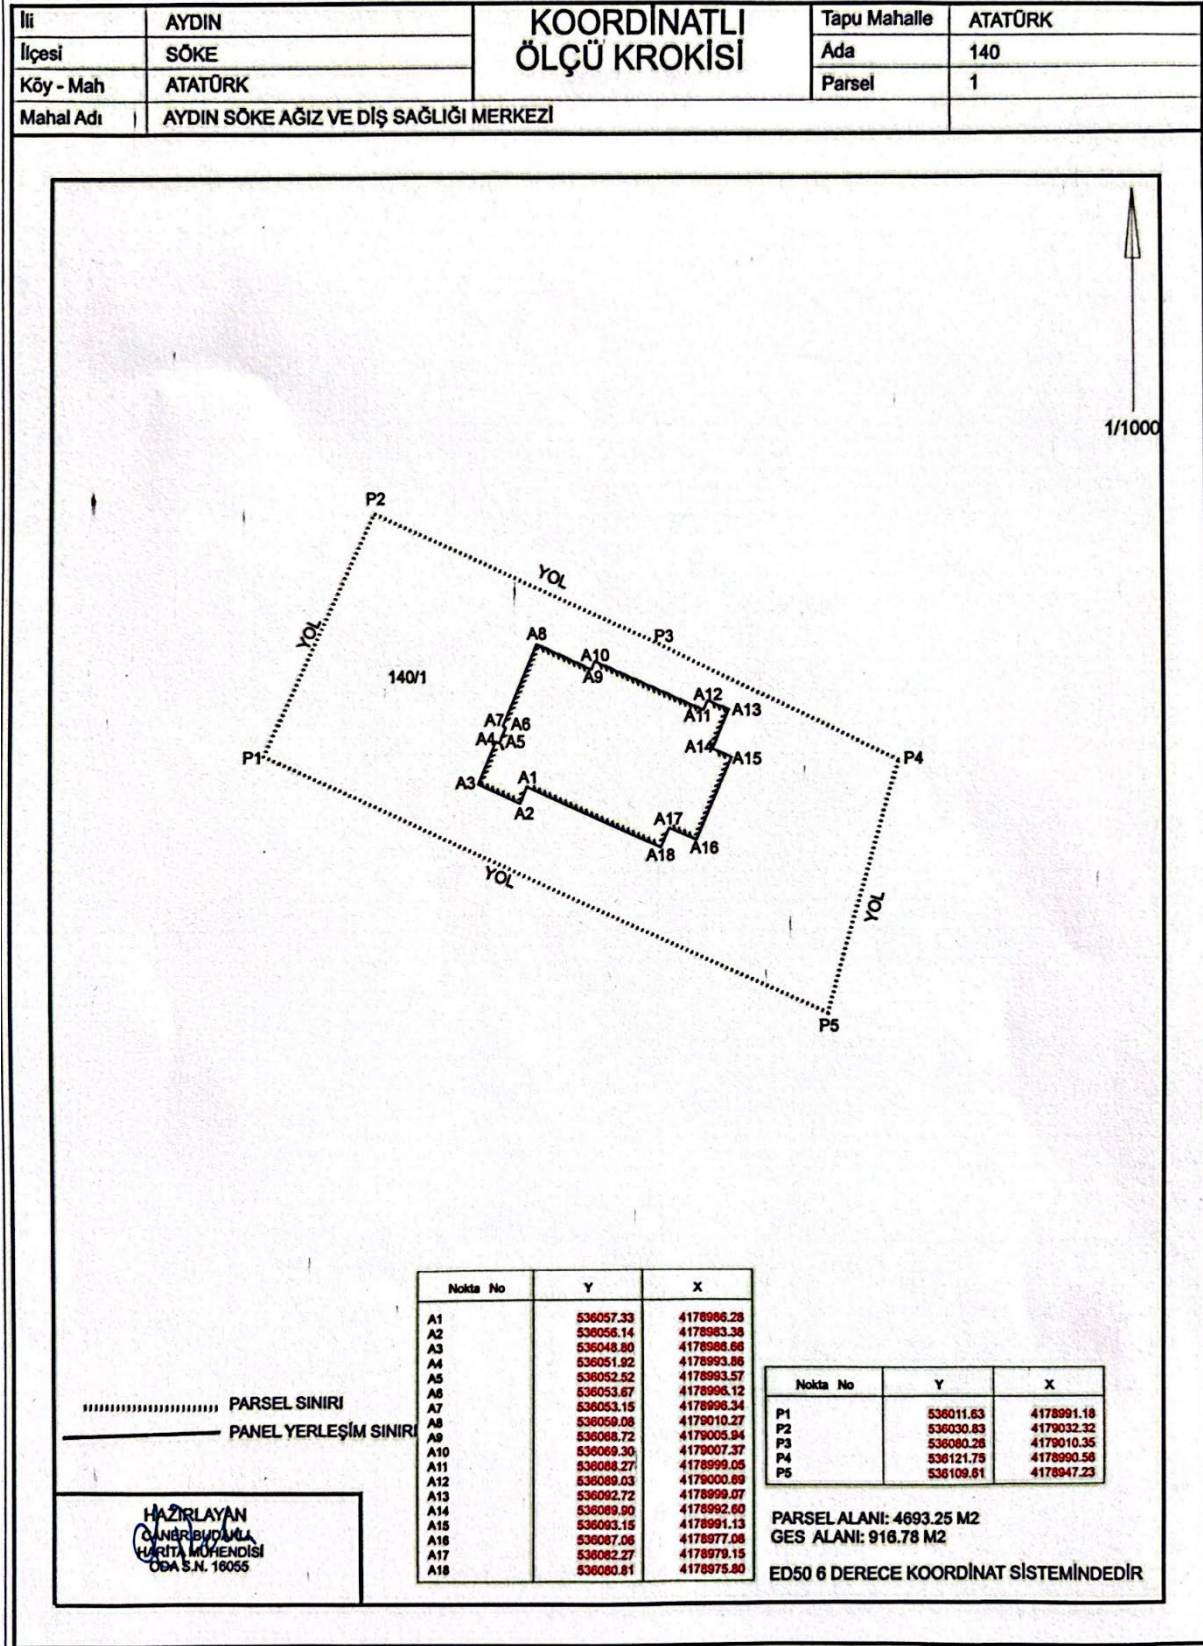 İli AYDIN
İlçesi SÖKE
Köy - Mah ATATÜRK
Mahal Adı AYDIN SÖKE AĞIZ VE DİŞ SAĞLIĞI MERKEZİ
KOORDİNATLI
ÖLÇÜ KROKİSİ
Tapu Mahalle ATATÜRK
Ada 140
Parsel 1
1/1000
P2
YOL
YOL
P3
A8
A10
A9
140/1
A12
A11 A13
A7 A6
A4 A5
A14
A15
P1
P4
A3
A1
A2
A17
A18 A16
YOL
YOL
P5
Nokta No Y X
A1 536057.33 4178986.28
A2 536056.14 4178983.38
A3 536048.80 4178986.66
A4 536051.92 4178993.86
A5 536052.52 4178993.57
A6 536053.67 4178996.12
A7 536053.15 4178996.34
A8 536059.08 4179010.27
A9 536068.72 4179005.94
A10 536069.30 4179007.37
A11 536088.27 4178999.05
A12 536089.03 4179000.69
A13 536092.72 4178999.07
A14 536089.90 4178992.60
A15 536093.15 4178991.13
A16 536087.06 4178977.08
A17 536082.27 4178979.15
A18 536080.81 4178975.80
Nokta No Y X
P1 536011.63 4178991.18
P2 536030.83 4179032.32
P3 536080.28 4179010.35
P4 536121.75 4178990.56
P5 536109.61 4178947.23
PARSEL SINIRI
PANEL YERLEŞİM SINIRI
HAZIRLAYAN
CANER BUDAKLI
HARİTA MÜHENDİSİ
ODA S.N. 16055
PARSEL ALANI: 4693.25 M2
GES ALANI: 916.78 M2
ED50 6 DERECE KOORDİNAT SİSTEMİNDEDİR